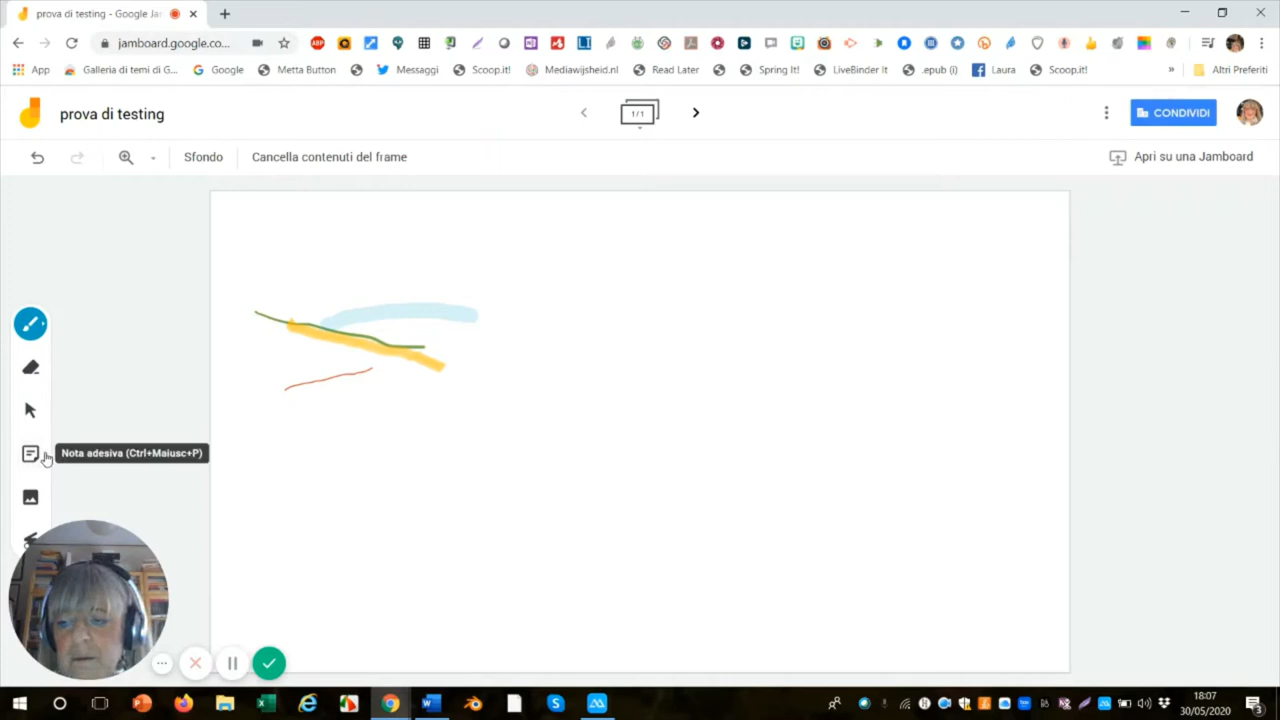 prova di testing - Google Ja
jamboard.google.co...
ABP
App
Galleria di temi di G...
Google
Metta Button
Messaggi
Scoop.it!
Mediawijsheid.nl
Read Later
Spring It!
LiveBinder It
.epub (i)
Laura
Scoop.it!
»
Altri Preferiti
prova di testing
1/1
CONDIVIDI
Sfondo
Cancella contenuti del frame
Apri su una Jamboard
Nota adesiva (Ctrl+Maiusc+P)
18:07
30/05/2020
3